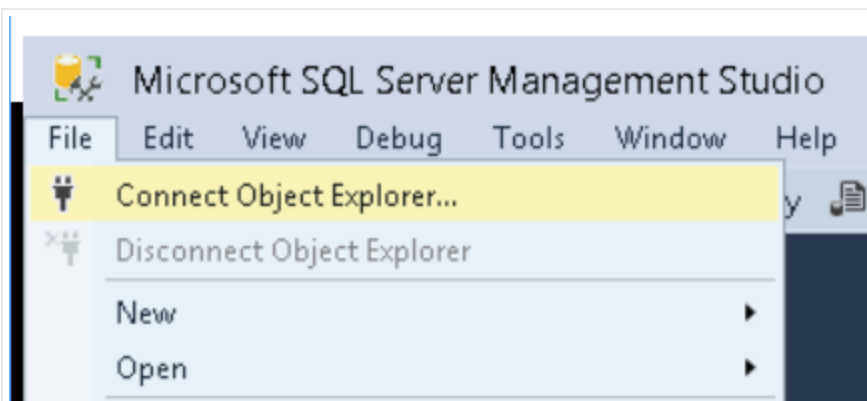 Microsoft SQL Server Management Studio
File Edit View Debug Tools Window Help
Connect Object Explorer...
y
Disconnect Object Explorer
New
Open